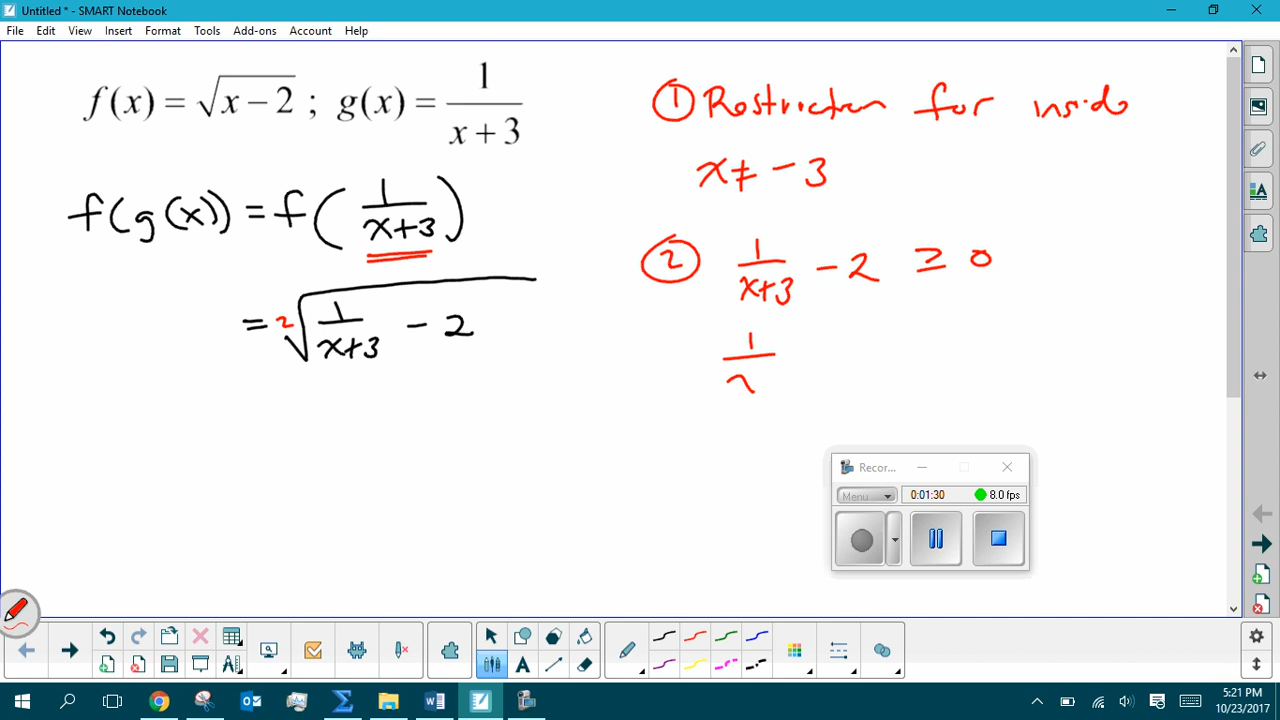 Untitled * - SMART Notebook
File Edit View Insert Format Tools Add-ons Account Help
f(x) = √(x − 2) ; g(x) = 1/(x + 3)
① Restriction for inside
x ≠ -3
f(g(x)) = f( 1/(x+3) )
② 1/(x+3) - 2 ≥ 0
= ²√(1/(x+3) - 2)
1
Recor...
Menu 0:01:30 8.0 fps
5:21 PM
10/23/2017